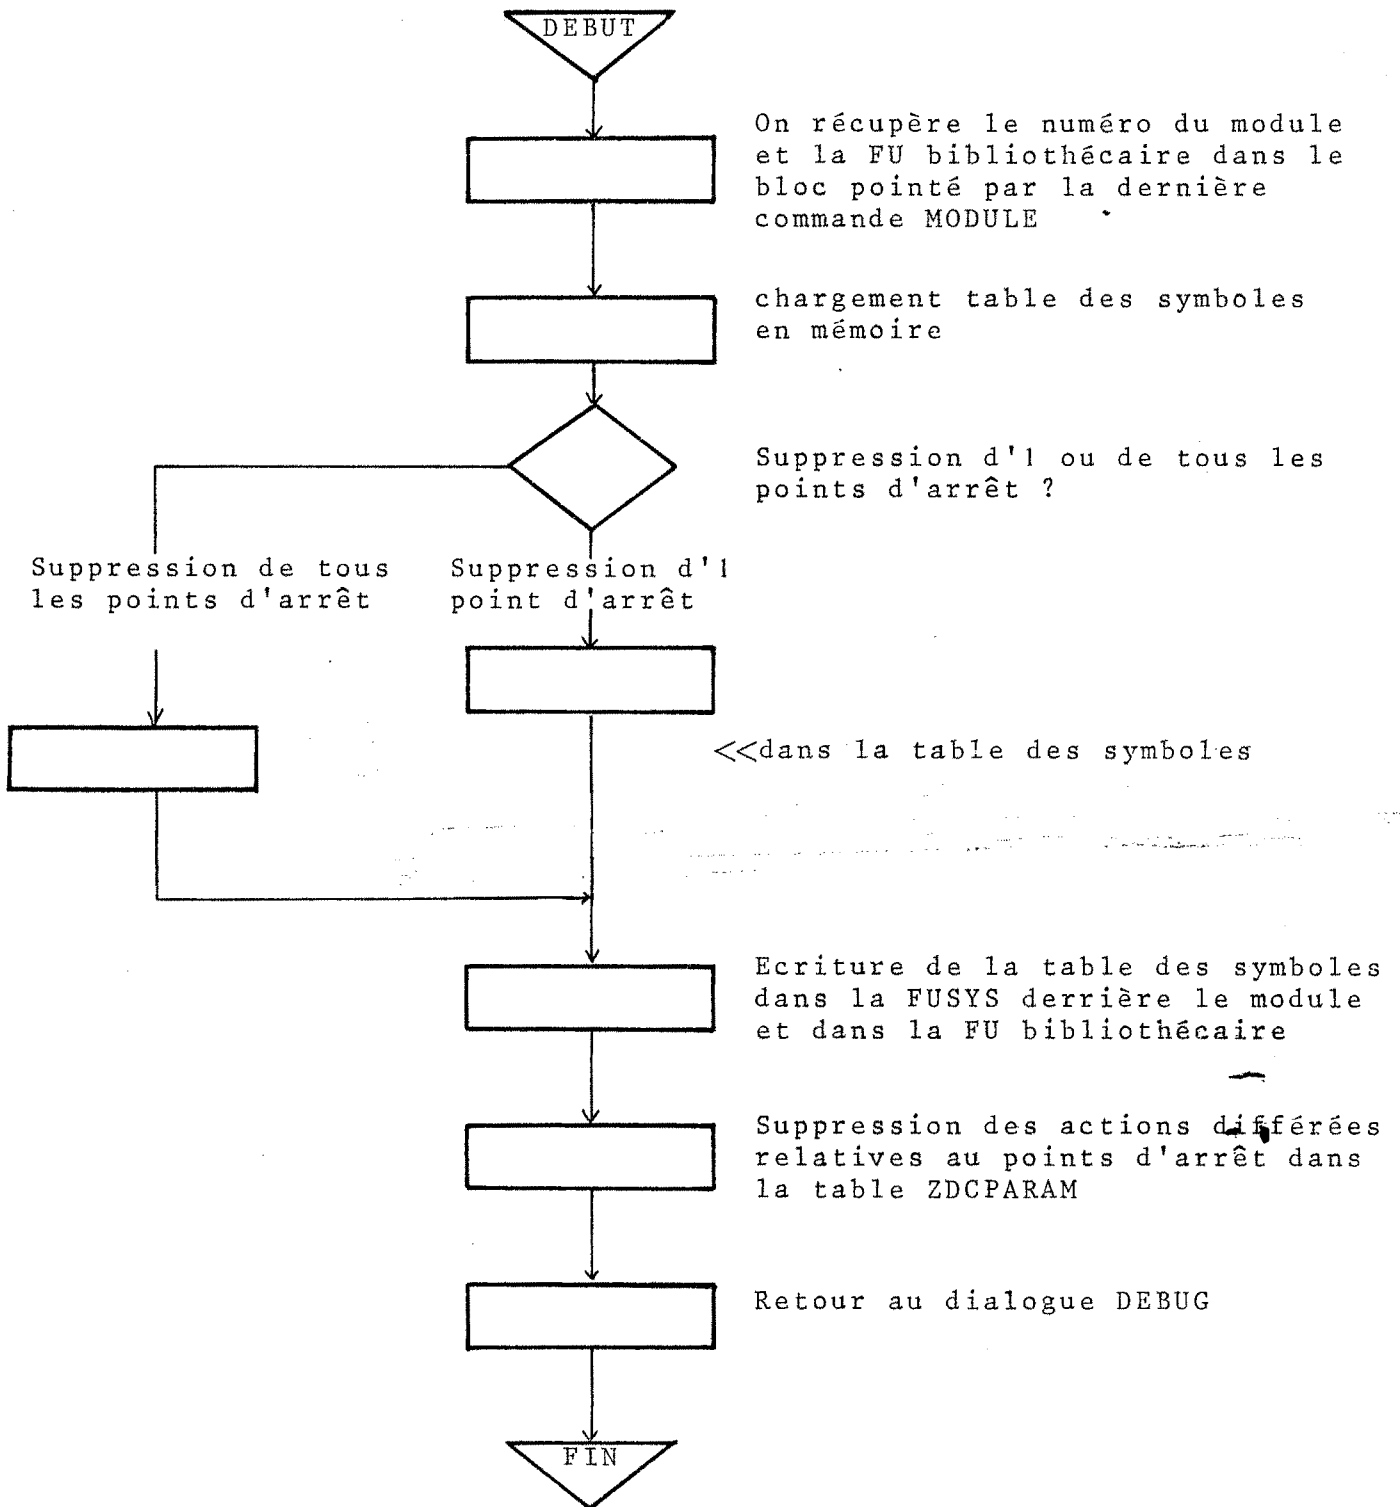 DEBUT
On récupère le numéro du module
et la FU bibliothécaire dans le
bloc pointé par la dernière
commande MODULE
chargement table des symboles
en mémoire
Suppression d'1 ou de tous les
points d'arrêt ?
Suppression de tous
les points d'arrêt
Suppression d'1
point d'arrêt
<<dans la table des symboles
Ecriture de la table des symboles
dans la FUSYS derrière le module
et dans la FU bibliothécaire
Suppression des actions différées
relatives au points d'arrêt dans
la table ZDCPARAM
Retour au dialogue DEBUG
FIN